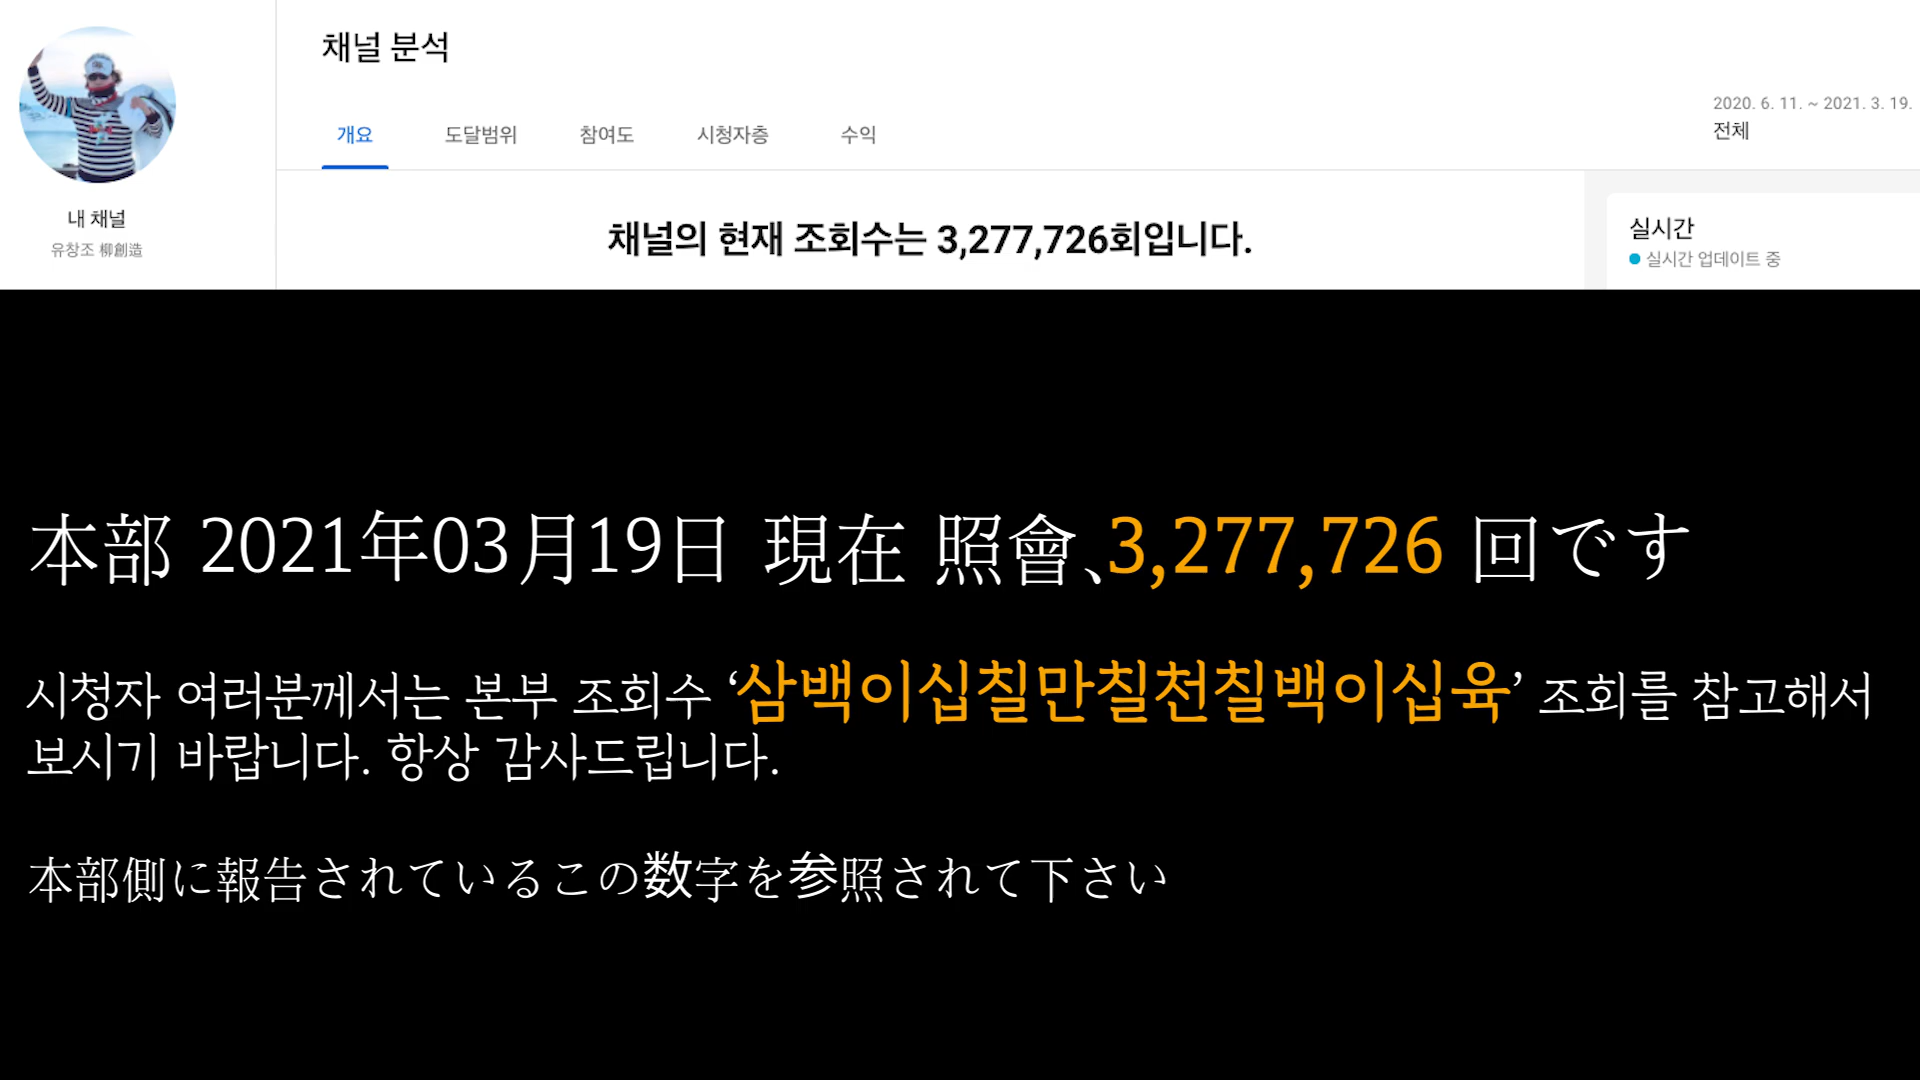 채널 분석
2020. 6. 11. ~ 2021. 3. 19.
전체
개요 도달범위 참여도 시청자층 수익
내 채널
유창조 柳創造
채널의 현재 조회수는 3,277,726회입니다.
실시간
실시간 업데이트 중
本部 2021年03月19日 現在 照會、3,277,726 回です
시청자 여러분께서는 본부 조회수 ‘삼백이십칠만칠천칠백이십육’ 조회를 참고해서
보시기 바랍니다. 항상 감사드립니다.
本部側に報告されているこの数字を参照されて下さい